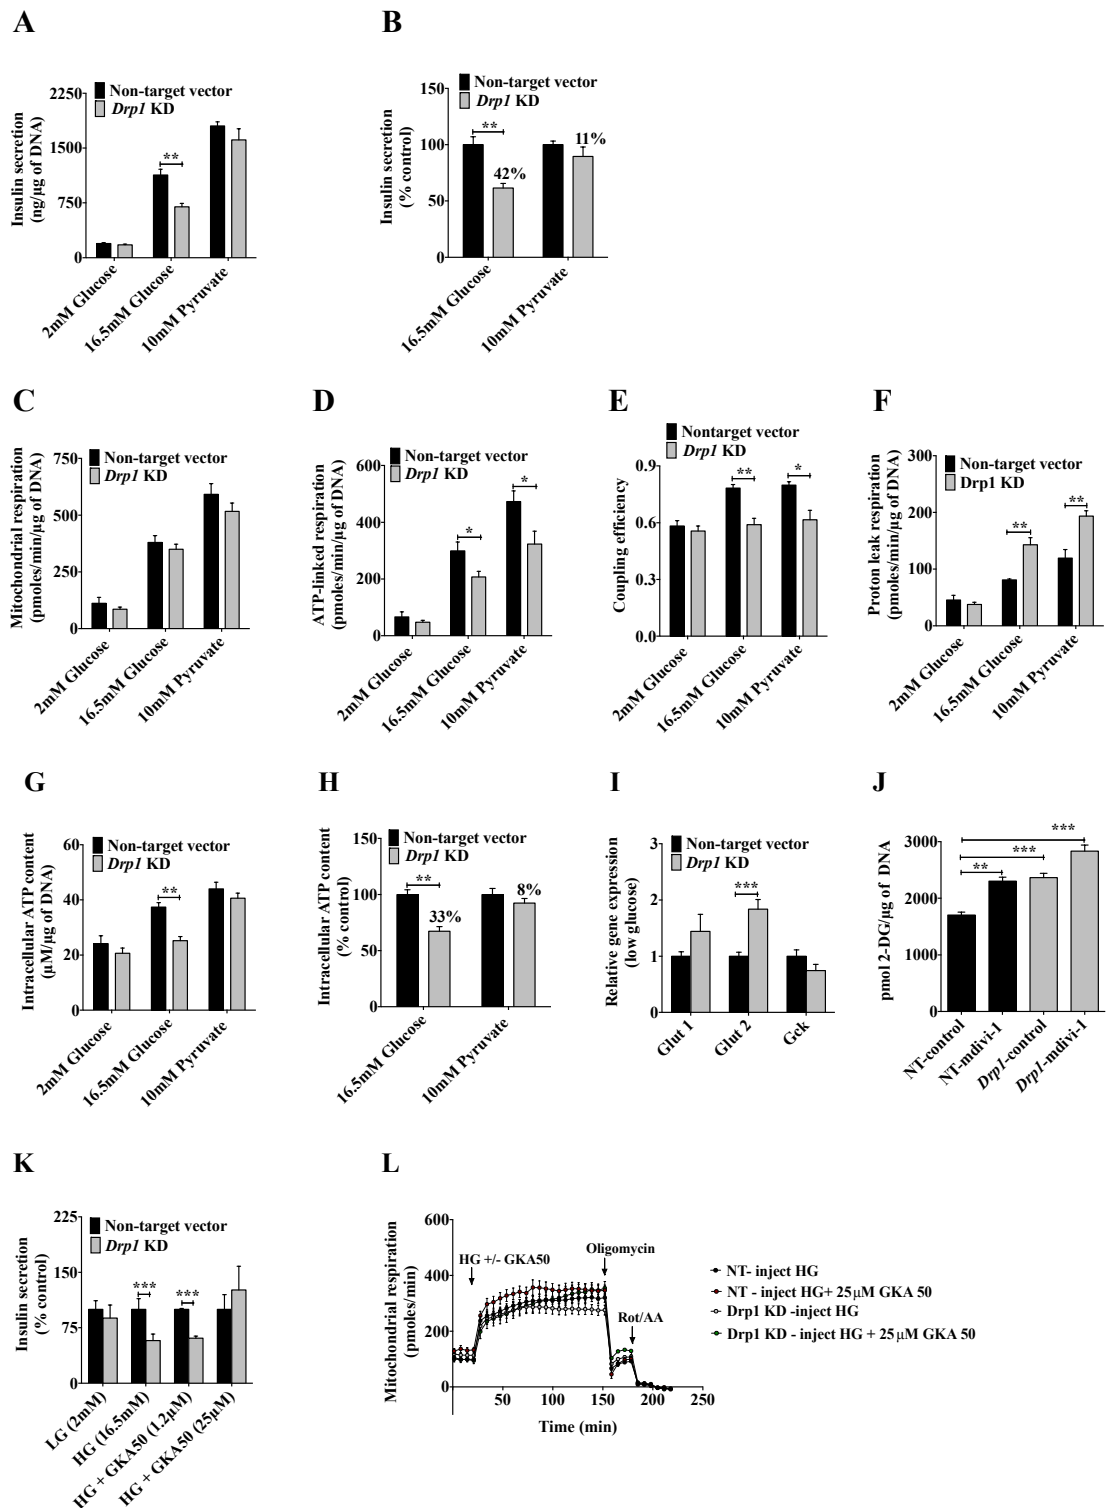 A
Insulin secretion
(ng/µg of DNA)
Non-target vector
Drp1 KD
2250
1500
750
0
**
2mM Glucose
16.5mM Glucose
10mM Pyruvate
B
Insulin secretion
(% control)
Non-target vector
Drp1 KD
150
100
50
0
**
42%
11%
16.5mM Glucose
10mM Pyruvate
C
Mitochondrial respiration
(pmoles/min/µg of DNA)
Non-target vector
Drp1 KD
750
500
250
0
2mM Glucose
16.5mM Glucose
10mM Pyruvate
D
ATP-linked respiration
(pmoles/min/µg of DNA)
Non-target vector
Drp1 KD
600
400
200
0
*
*
2mM Glucose
16.5mM Glucose
10mM Pyruvate
E
Coupling efficiency
Nontarget vector
Drp1 KD
0.9
0.6
0.3
0.0
**
*
2mM Glucose
16.5mM Glucose
10mM Pyruvate
F
Proton leak respiration
(pmoles/min/µg of DNA)
Non-target vector
Drp1 KD
300
200
100
0
**
**
2mM Glucose
16.5mM Glucose
10mM Pyruvate
G
Intracellular ATP content
(µM/µg of DNA)
Non-target vector
Drp1 KD
60
40
20
0
**
2mM Glucose
16.5mM Glucose
10mM Pyruvate
H
Intracellular ATP content
(% control)
Non-target vector
Drp1 KD
150
100
50
0
**
33%
8%
16.5mM Glucose
10mM Pyruvate
I
Relative gene expression
(low glucose)
Non-target vector
Drp1 KD
3
2
1
0
***
Glut 1
Glut 2
Gck
J
pmol 2-DG/µg of DNA
3000
2000
1000
0
***
***
**
NT-control
NT-mdivi-1
Drp1-control
Drp1-mdivi-1
K
Insulin secretion
(% control)
Non-target vector
Drp1 KD
225
150
75
0
***
***
LG (2mM)
HG (16.5mM)
HG + GKA50 (1.2µM)
HG + GKA50 (25µM)
L
Mitochondrial respiration
(pmoles/min)
600
400
200
0
HG +/- GKA50
Oligomycin
Rot/AA
50
100
150
200
250
Time (min)
NT- inject HG
NT - inject HG+ 25µM GKA 50
Drp1 KD -inject HG
Drp1 KD - inject HG + 25µM GKA 50